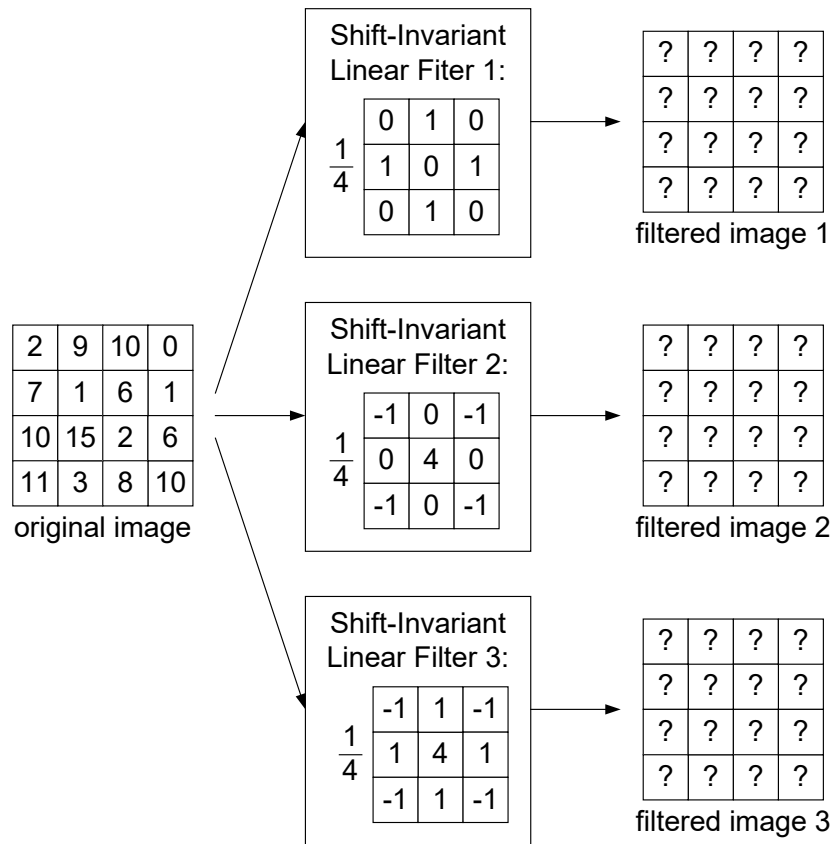 Shift-Invariant
Linear Fiter 1:
1
4
0 1 0
1 0 1
0 1 0
? ? ? ?
? ? ? ?
? ? ? ?
? ? ? ?
filtered image 1
2 9 10 0
7 1 6 1
10 15 2 6
11 3 8 10
original image
Shift-Invariant
Linear Filter 2:
1
4
-1 0 -1
0 4 0
-1 0 -1
? ? ? ?
? ? ? ?
? ? ? ?
? ? ? ?
filtered image 2
Shift-Invariant
Linear Filter 3:
1
4
-1 1 -1
1 4 1
-1 1 -1
? ? ? ?
? ? ? ?
? ? ? ?
? ? ? ?
filtered image 3